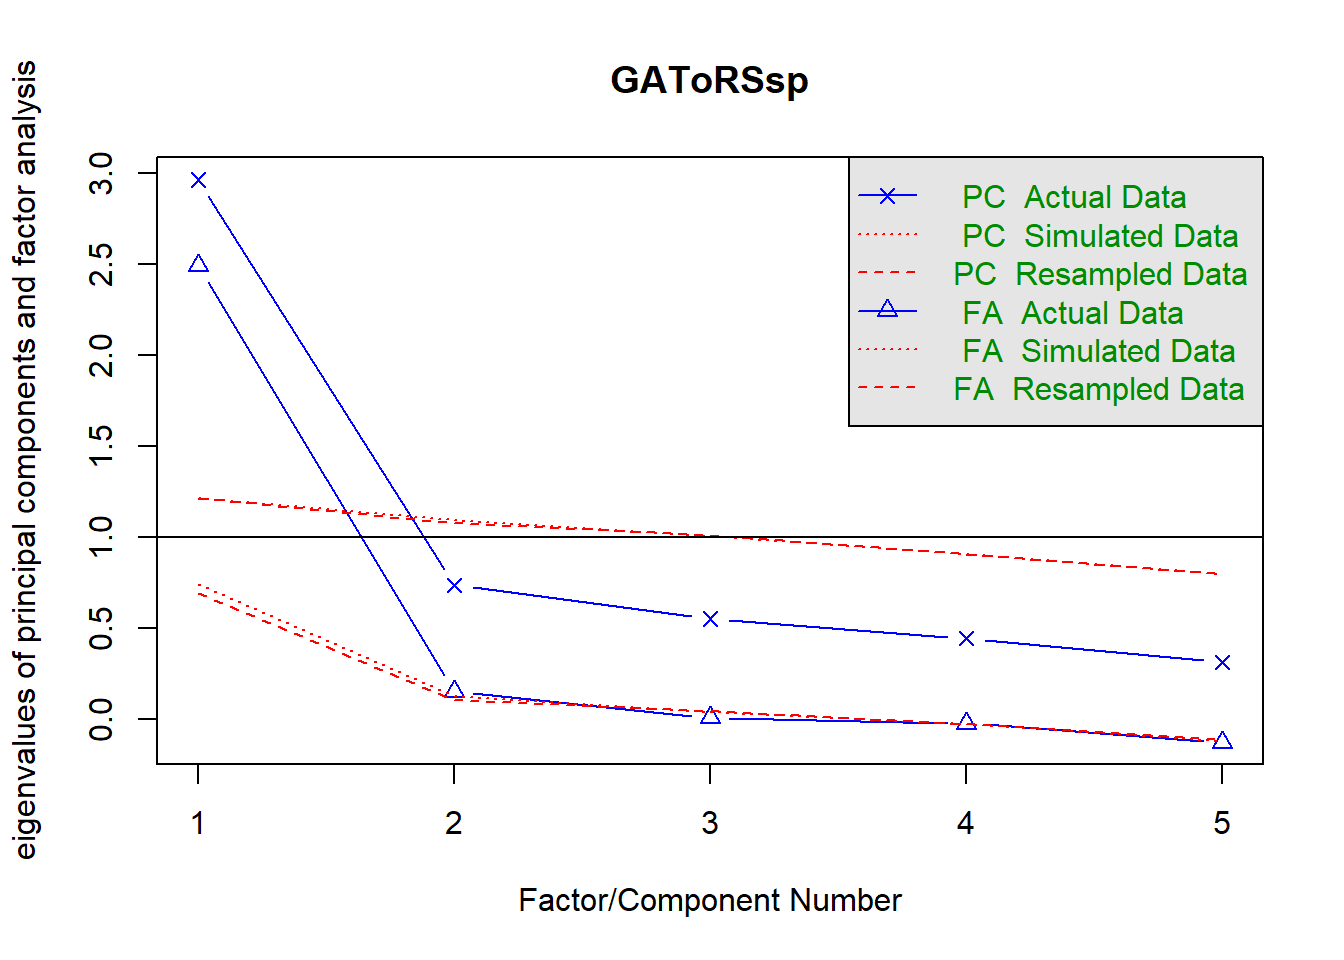 GAToRSsp
eigenvalues of principal components and factor analysis
3.0
2.5
2.0
1.5
1.0
0.5
0.0
PC Actual Data
PC Simulated Data
PC Resampled Data
FA Actual Data
FA Simulated Data
FA Resampled Data
1 2 3 4 5
Factor/Component Number